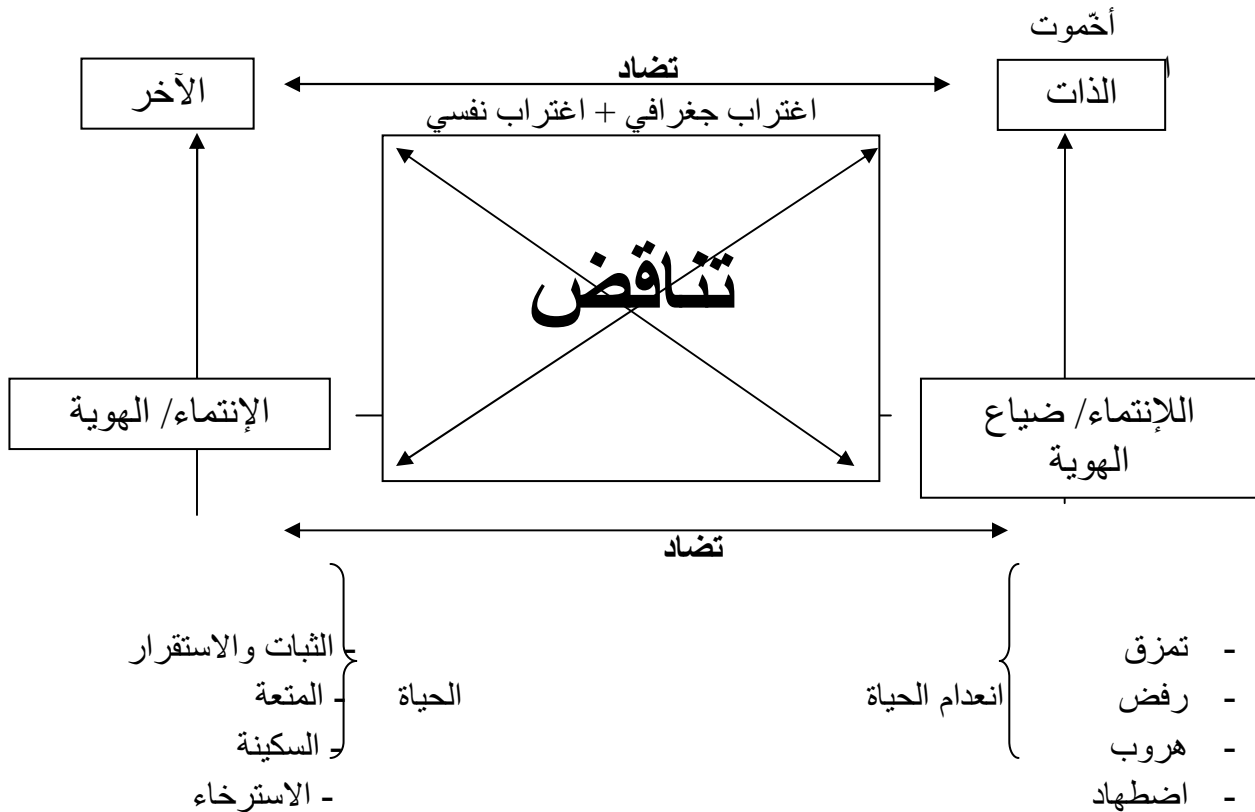 أخّموت
الذات
تضاد
الآخر
اغتراب جغرافي + اغتراب نفسي
تناقض
اللإنتماء/ ضياع
الهوية
الإنتماء/ الهوية
تضاد
- تمزق
- رفض
- هروب
- اضطهاد
انعدام الحياة
الحياة
- الثبات والاستقرار
- المتعة
- السكينة
- الاسترخاء